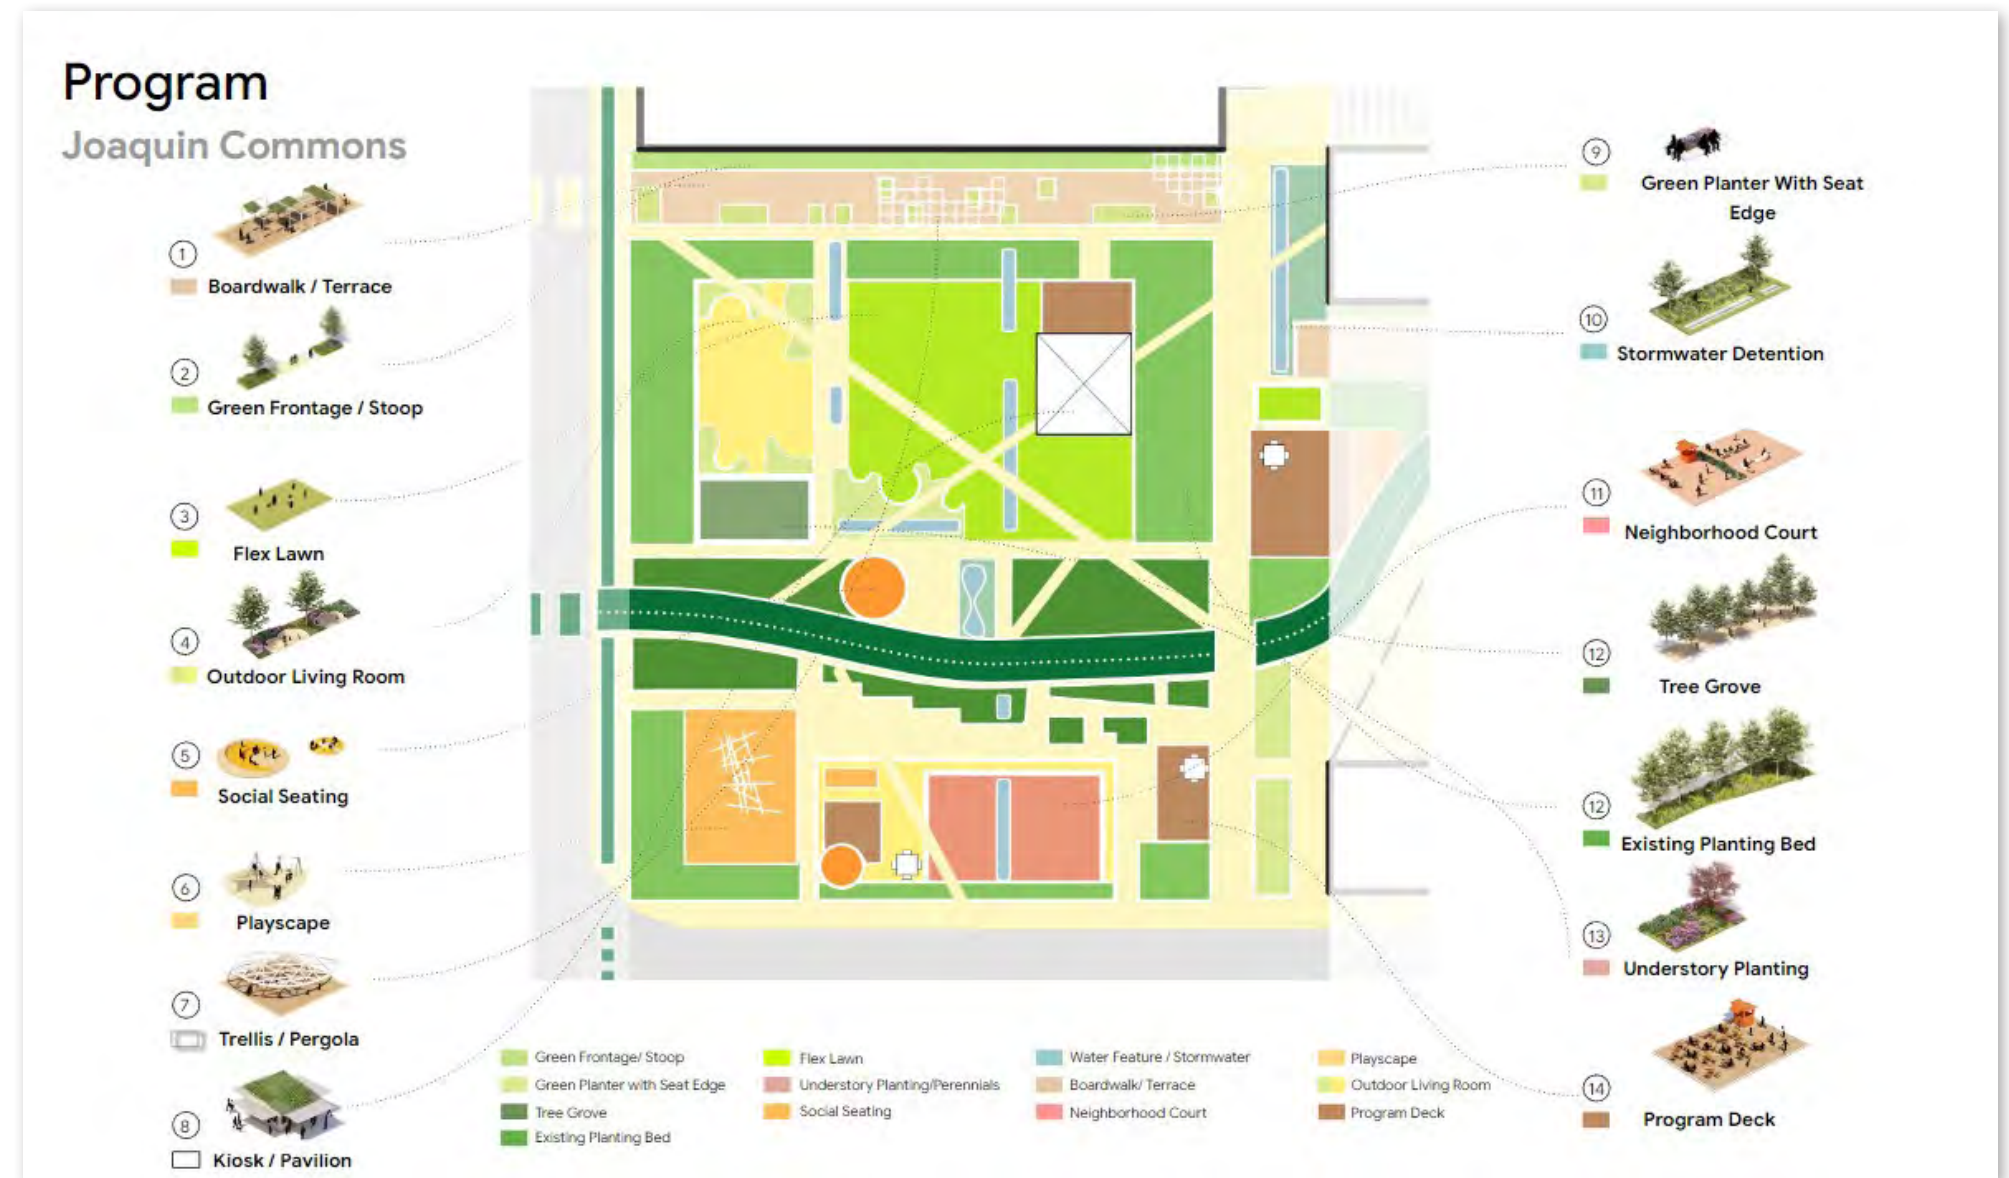 Program
Joaquin Commons
1
Boardwalk / Terrace
2
Green Frontage / Stoop
3
Flex Lawn
4
Outdoor Living Room
5
Social Seating
6
Playscape
7
Trellis / Pergola
8
Kiosk / Pavilion
9
Green Planter With Seat
Edge
10
Stormwater Detention
11
Neighborhood Court
12
Tree Grove
12
Existing Planting Bed
13
Understory Planting
14
Program Deck
Green Frontage/ Stoop
Green Planter with Seat Edge
Tree Grove
Existing Planting Bed
Flex Lawn
Understory Planting/Perennials
Social Seating
Water Feature / Stormwater
Boardwalk/ Terrace
Neighborhood Court
Playscape
Outdoor Living Room
Program Deck